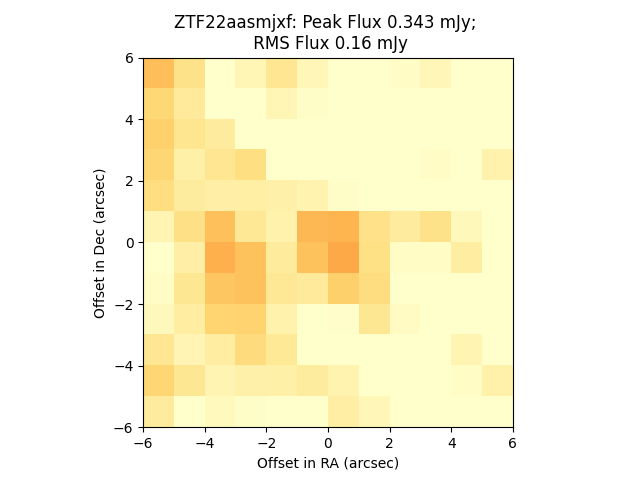 ZTF22aasmjxf: Peak Flux 0.343 mJy;
RMS Flux 0.16 mJy
6
4
2
0
−2
−4
−6
Offset in Dec (arcsec)
−6 −4 −2 0 2 4 6
Offset in RA (arcsec)